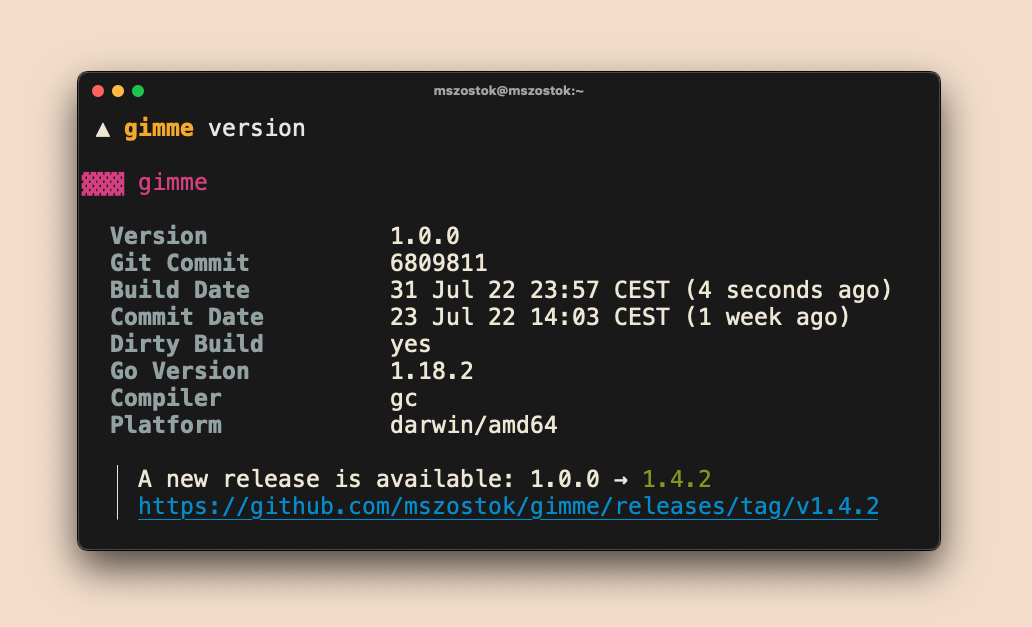 mszostok@mszostok:~
▲ gimme version
▓▓▓ gimme
Version 1.0.0
Git Commit 6809811
Build Date 31 Jul 22 23:57 CEST (4 seconds ago)
Commit Date 23 Jul 22 14:03 CEST (1 week ago)
Dirty Build yes
Go Version 1.18.2
Compiler gc
Platform darwin/amd64
A new release is available: 1.0.0 → 1.4.2
https://github.com/mszostok/gimme/releases/tag/v1.4.2